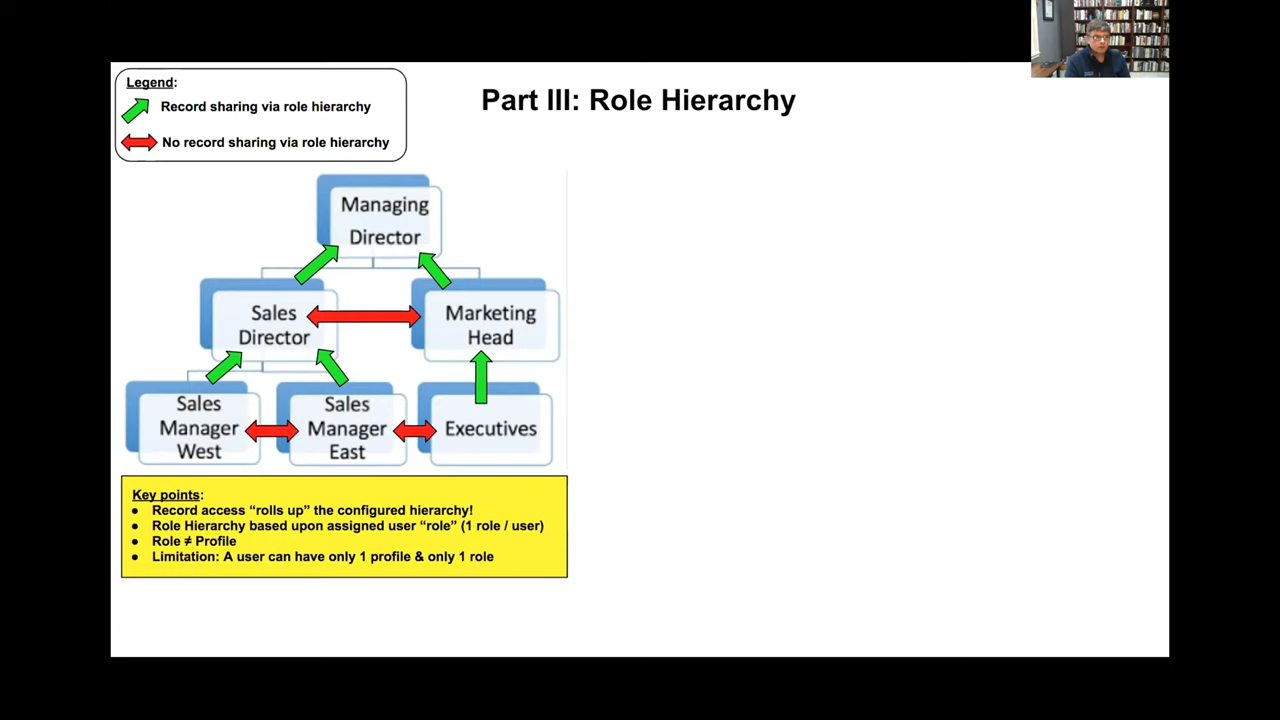 Legend:
Record sharing via role hierarchy
No record sharing via role hierarchy
Part III: Role Hierarchy
Managing
Director
Sales
Director
Marketing
Head
Sales
Manager
West
Sales
Manager
East
Executives
Key points:
● Record access “rolls up” the configured hierarchy!
● Role Hierarchy based upon assigned user “role” (1 role / user)
● Role ≠ Profile
● Limitation: A user can have only 1 profile & only 1 role